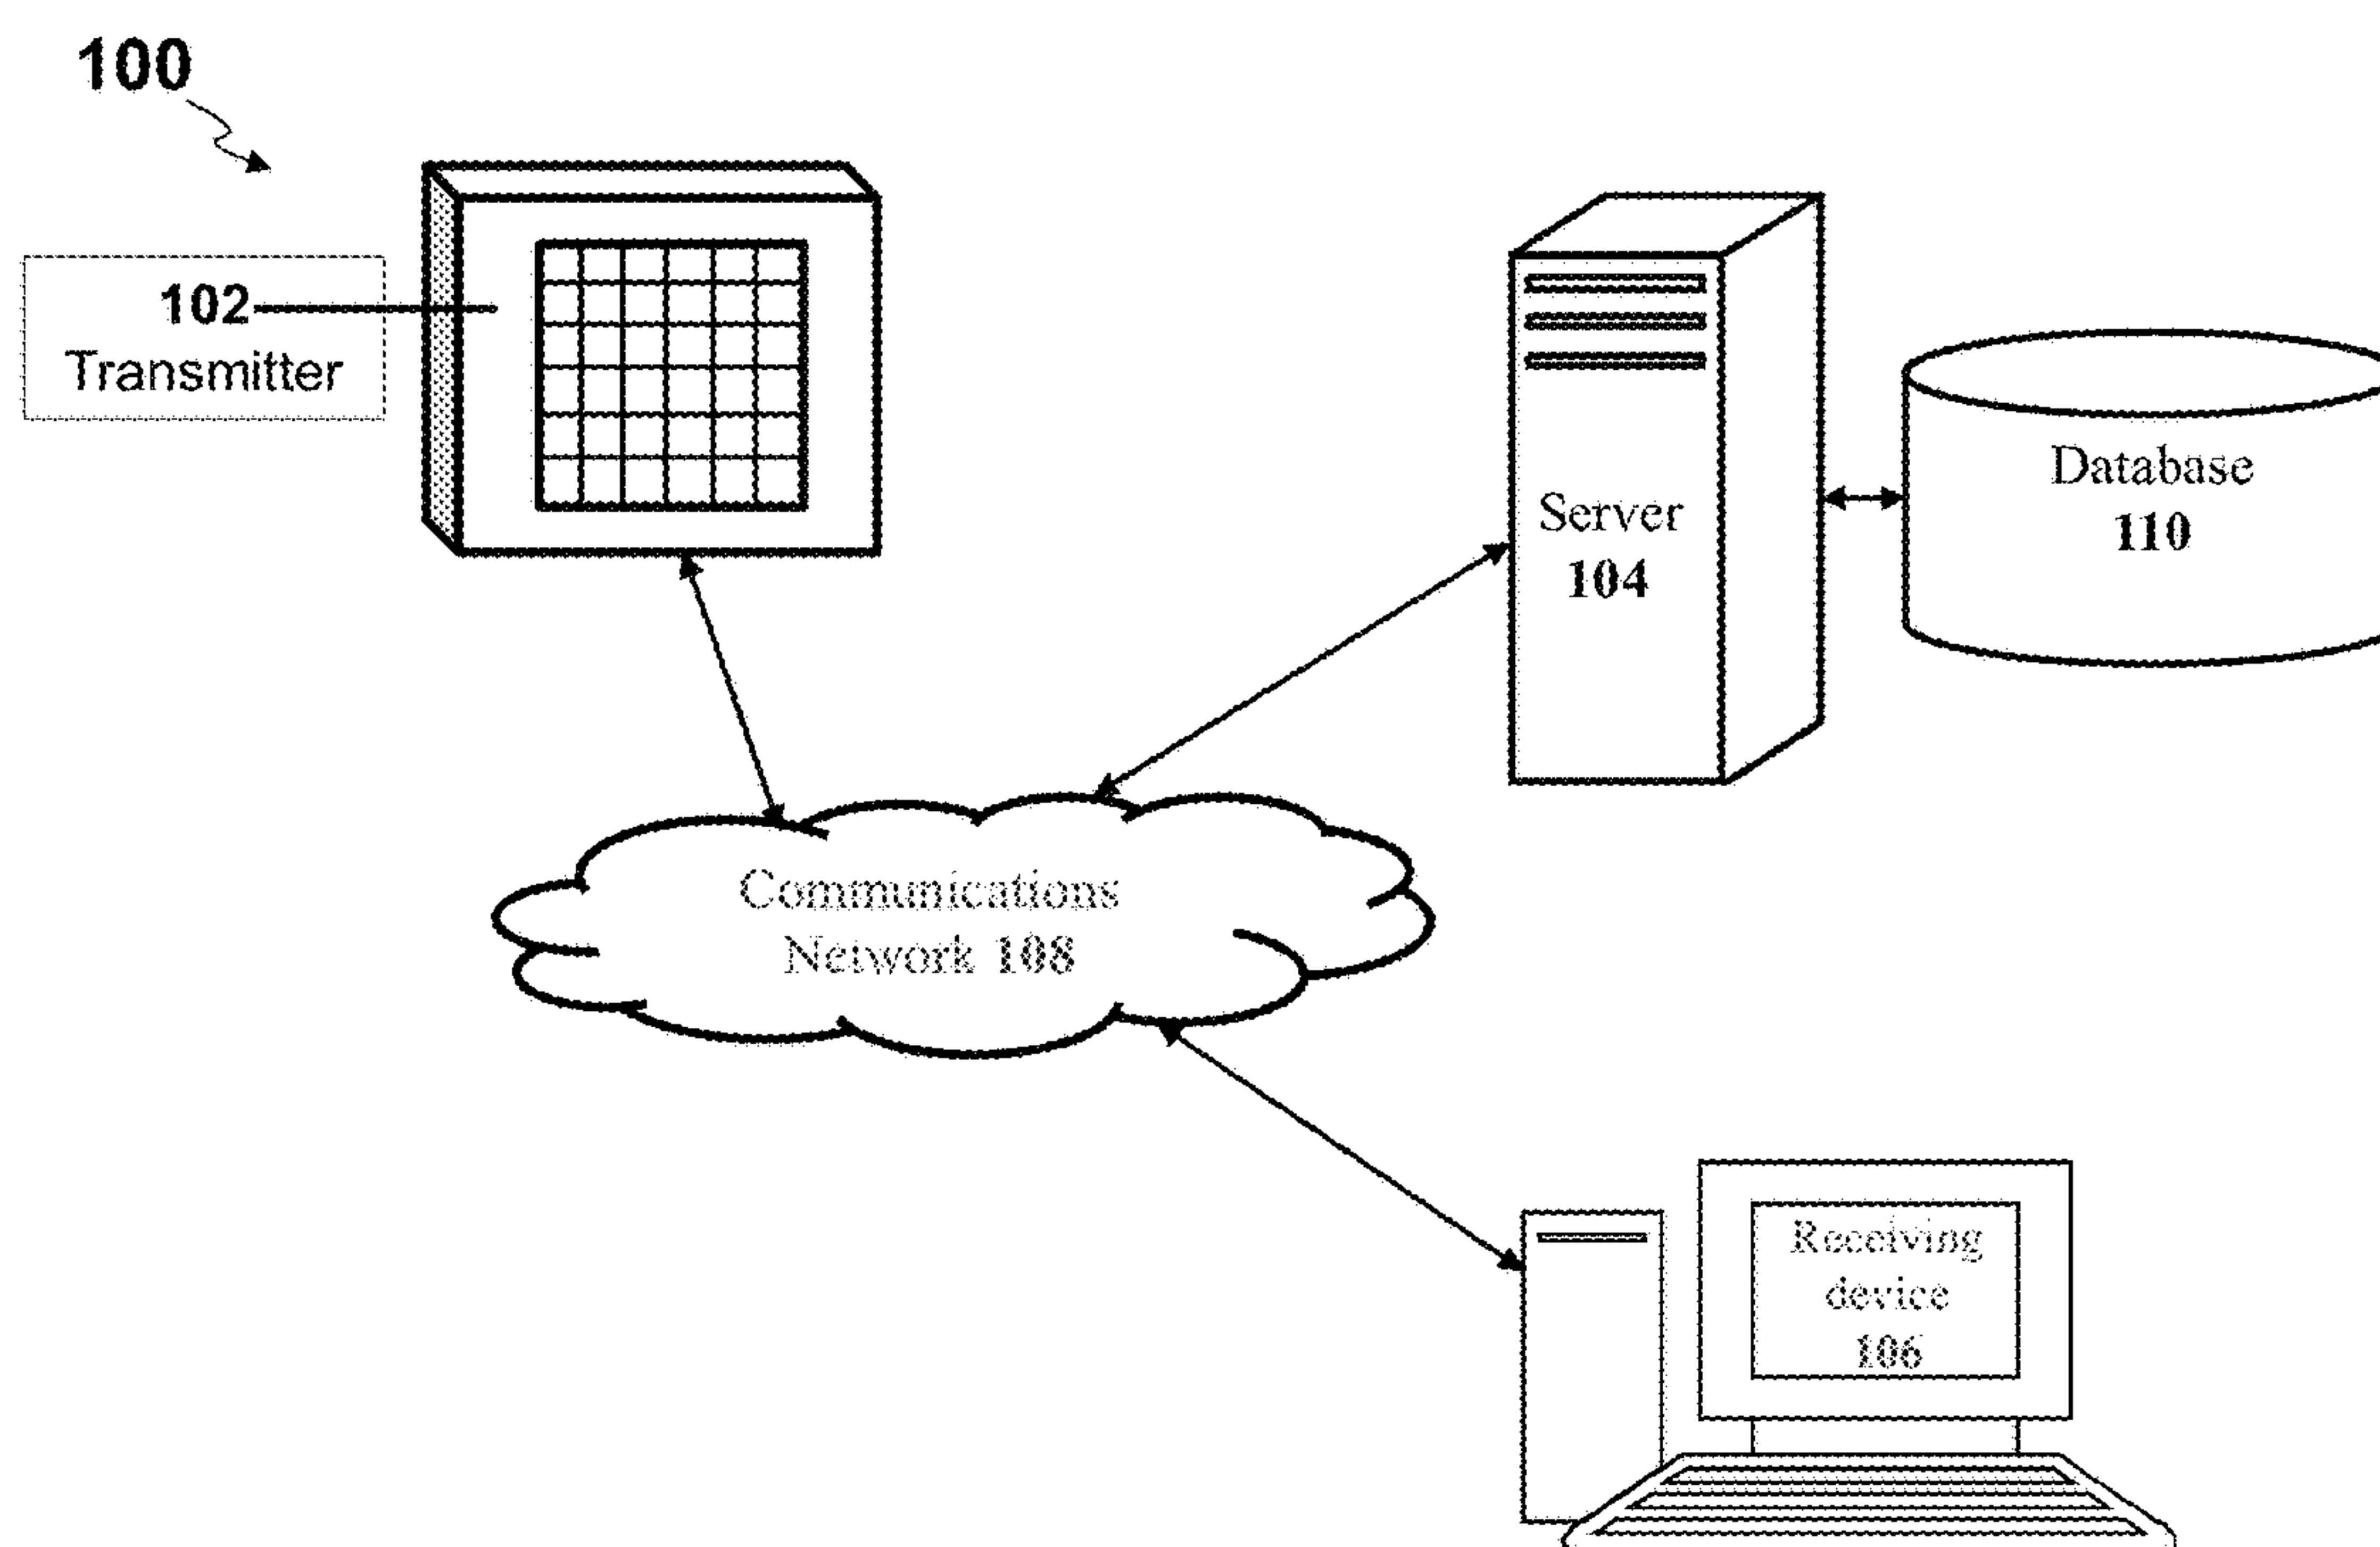 100
102
Transmitter
Server
104
Database
110
Communications
Network 108
Receiving
device
106